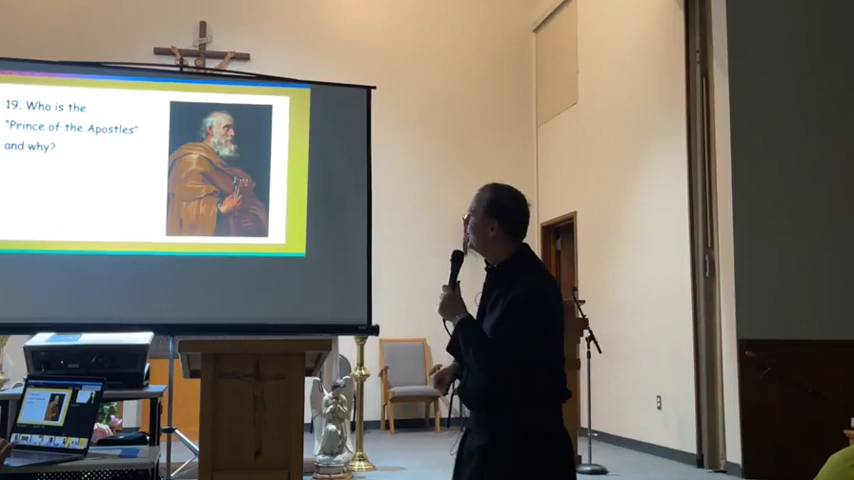 19. Who is the
"Prince of the Apostles"
and why?